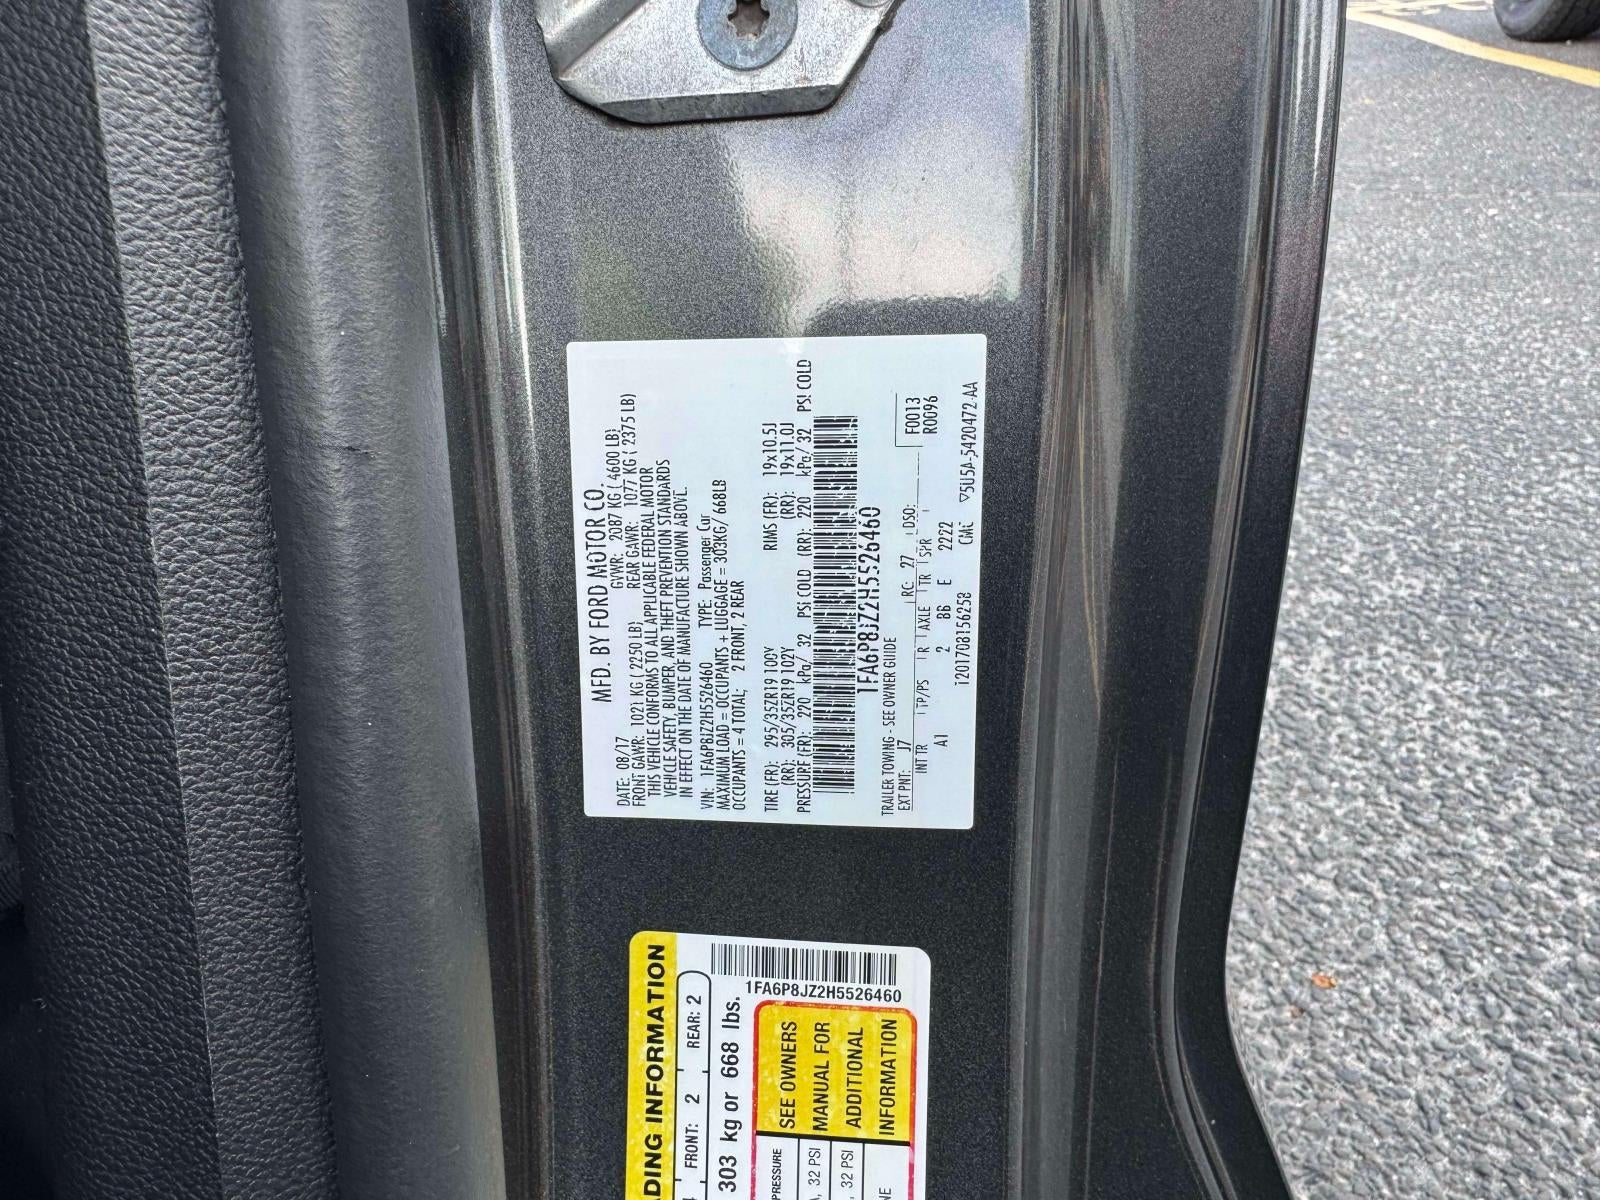 MFD. BY FORD MOTOR CO.
DATE: 08/17 GVWR: 2087 KG ( 4600 LB)
FRONT GAWR: 1021 KG ( 2250 LB) REAR GAWR: 1077 KG ( 2375 LB)
THIS VEHICLE CONFORMS TO ALL APPLICABLE FEDERAL MOTOR
VEHICLE SAFETY, BUMPER, AND THEFT PREVENTION STANDARDS
IN EFFECT ON THE DATE OF MANUFACTURE SHOWN ABOVE.
VIN: 1FA6P8JZ2H5526460 TYPE: Passenger Car
MAXIMUM LOAD = OCCUPANTS + LUGGAGE = 303KG/ 668LB
OCCUPANTS = 4 TOTAL; 2 FRONT, 2 REAR
TIRE (FR): 295/35ZR19 100Y RIMS (FR): 19x10.5J
(RR): 305/35ZR19 102Y (RR): 19x11.0J
PRESSURE (FR): 220 kPa/ 32 PSI COLD (RR): 220 kPa/ 32 PSI COLD
1FA6P8JZ2H5526460
TRAILER TOWING - SEE OWNER GUIDE
EXT PNT: J7 RC: 27 DSO: F0013
R0096
INT TR TP/PS R AXLE TR SPR
A1 2 B6 E 2222
CME ▽5U5A-5420472-AA
1FA6P8JZ2H5526460
FRONT: 2 REAR: 2
303 kg or 668 lbs.
SEE OWNERS
MANUAL FOR
ADDITIONAL
INFORMATION
PRESSURE
32 PSI
32 PSI